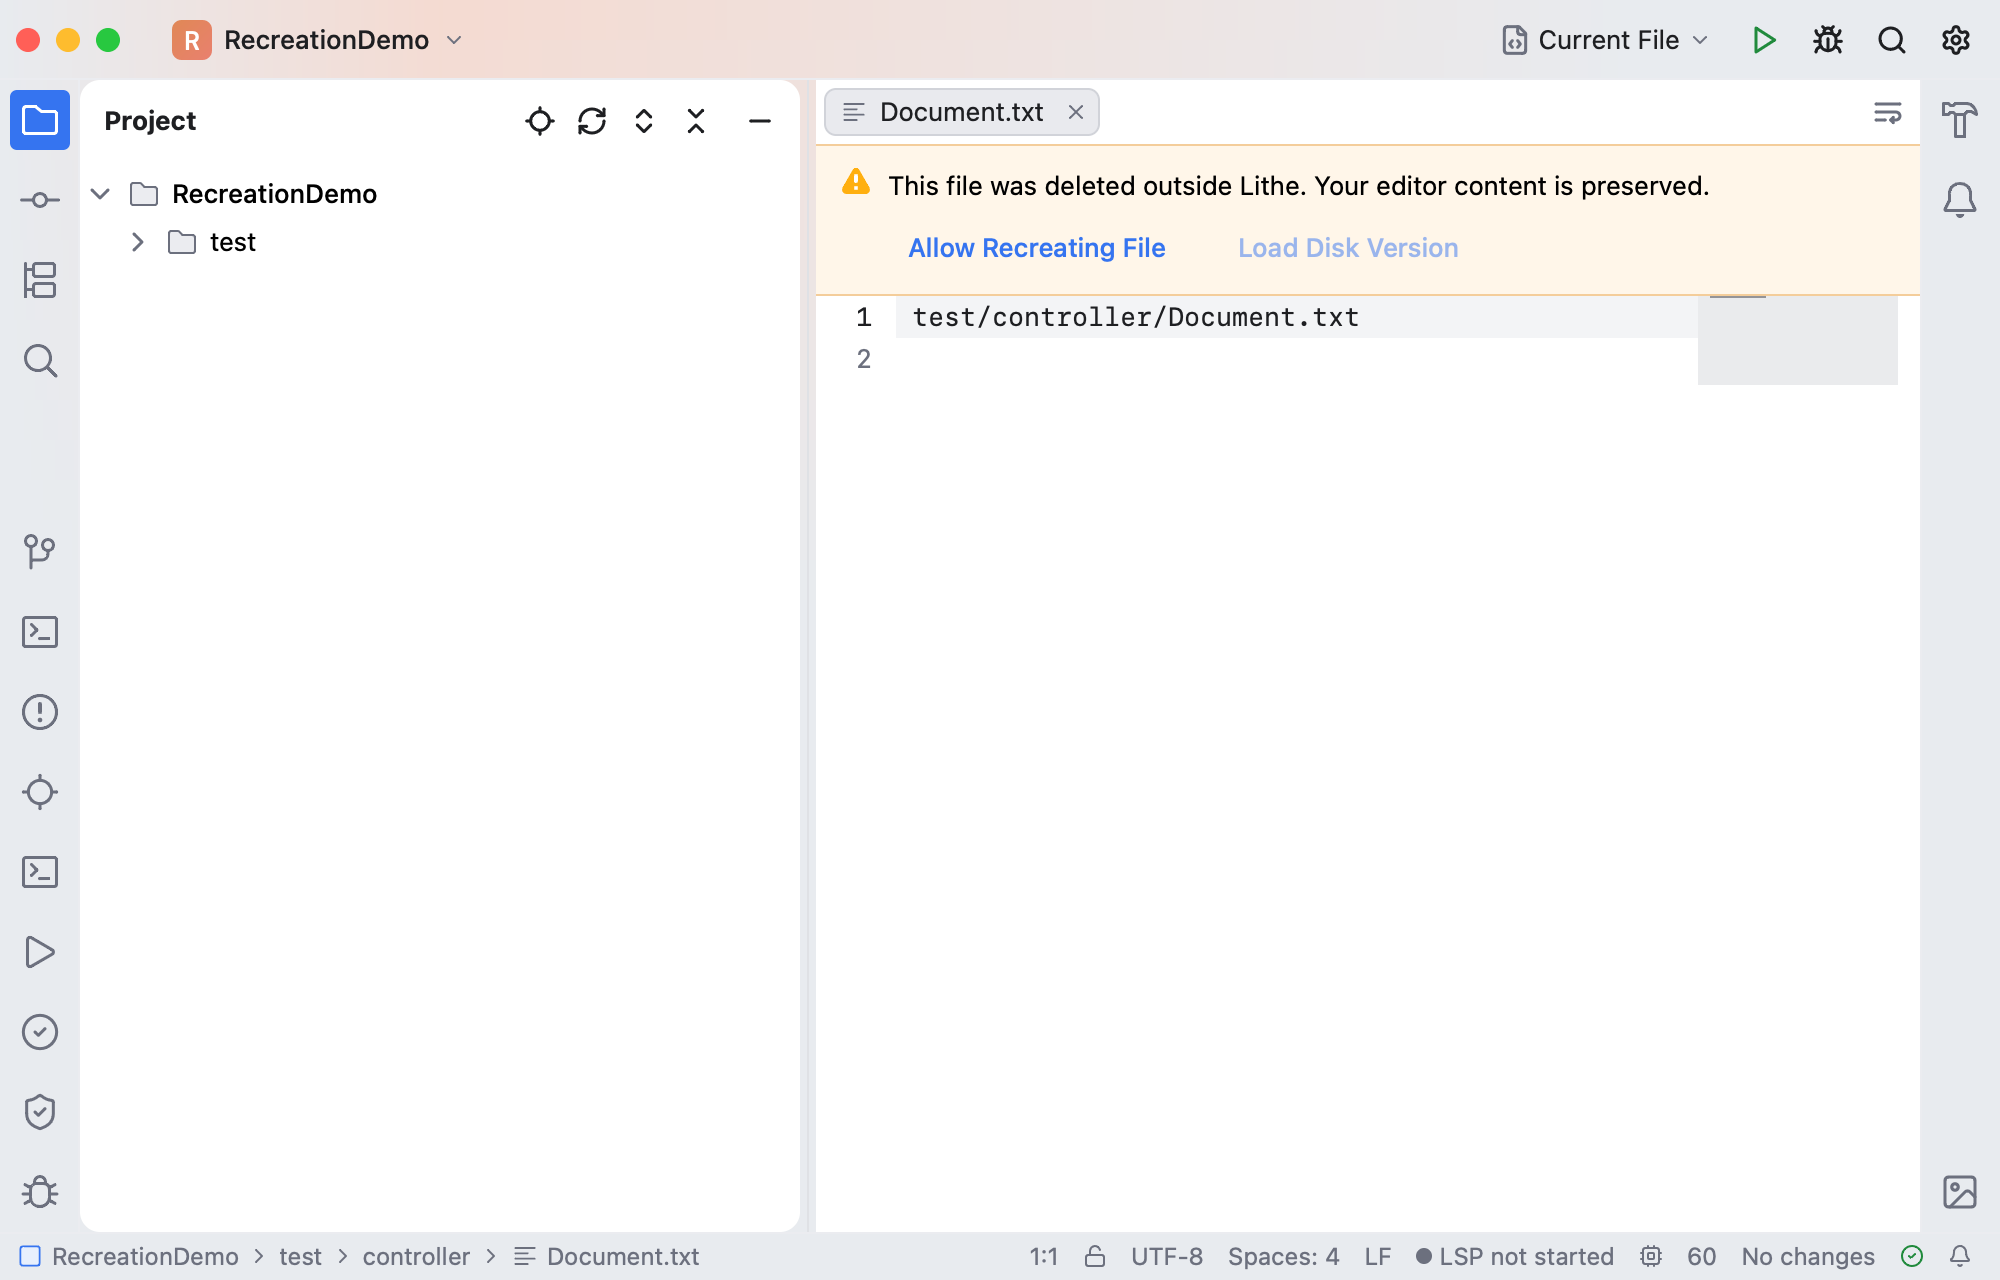 R RecreationDemo
Current File
Project
RecreationDemo
test
Document.txt
This file was deleted outside Lithe. Your editor content is preserved.
Allow Recreating File Load Disk Version
1 test/controller/Document.txt
2
RecreationDemo test controller Document.txt 1:1 UTF-8 Spaces: 4 LF LSP not started 60 No changes